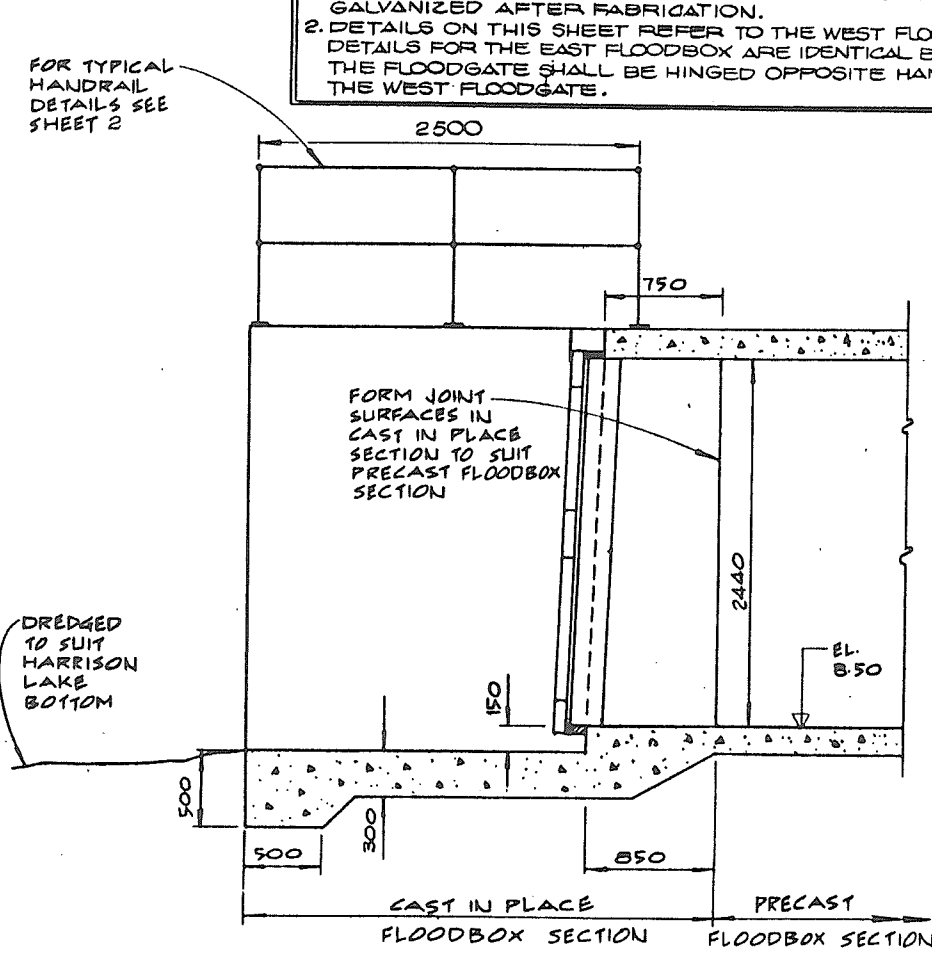 GALVANIZED AFTER FABRICATION.
2. DETAILS ON THIS SHEET REFER TO THE WEST
DETAILS FOR THE EAST FLOODBOX ARE IDENTICAL
THE FLOODGATE SHALL BE HINGED OPPOSITE
THE WEST FLOODGATE.
FOR TYPICAL
HANDRAIL
DETAILS SEE
SHEET 2
2500
750
FORM JOINT
SURFACES IN
CAST IN PLACE
SECTION TO SUIT
PRECAST FLOODBOX
SECTION
2440
EL.
8.50
DREDGED
TO SUIT
HARRISON
LAKE
BOTTOM
150
500
300
500
850
CAST IN PLACE
FLOODBOX SECTION
PRECAST
FLOODBOX SECTION